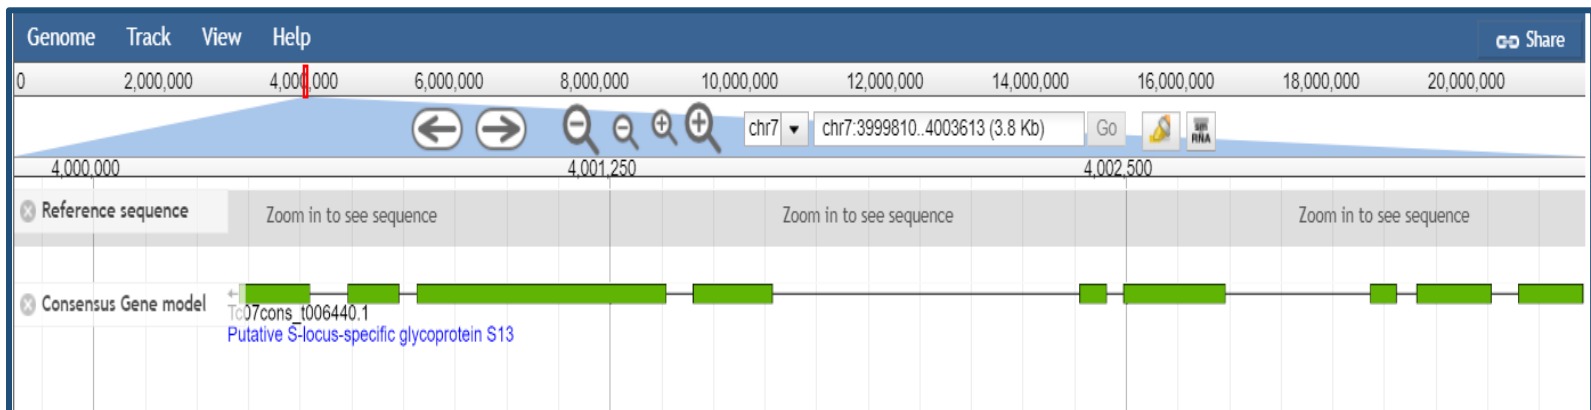 Genome Track View Help Share
0 2,000,000 4,000,000 6,000,000 8,000,000 10,000,000 12,000,000 14,000,000 16,000,000 18,000,000 20,000,000
chr7 chr7:3999810..4003613 (3.8 Kb) Go sm RNA
4,000,000 4,001,250 4,002,500
Reference sequence Zoom in to see sequence Zoom in to see sequence Zoom in to see sequence
Consensus Gene model
Tc07cons_t006440.1
Putative S-locus-specific glycoprotein S13